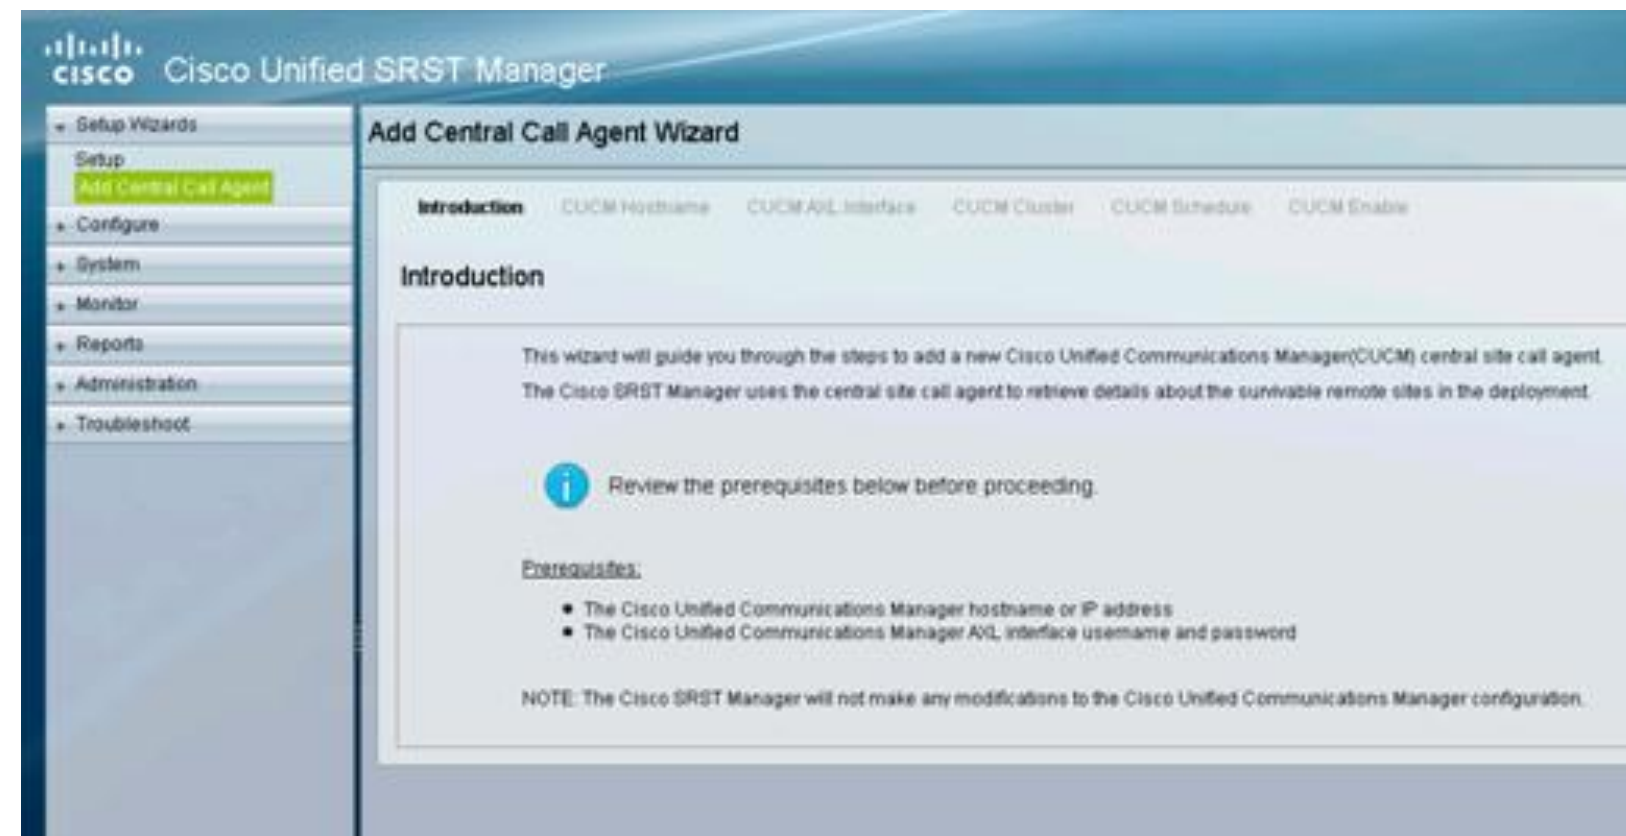 cisco Cisco Unified SRST Manager
Setup Wizards
Setup
Add Central Call Agent
Configure
System
Monitor
Reports
Administration
Troubleshoot
Add Central Call Agent Wizard
Introduction CUCM Hostname CUCM AXL Interface CUCM Cluster CUCM Schedule CUCM Enable
Introduction
This wizard will guide you through the steps to add a new Cisco Unified Communications Manager(CUCM) central site call agent.
The Cisco SRST Manager uses the central site call agent to retrieve details about the survivable remote sites in the deployment.
i Review the prerequisites below before proceeding.
Prerequisites:
• The Cisco Unified Communications Manager hostname or IP address
• The Cisco Unified Communications Manager AXL interface username and password
NOTE: The Cisco SRST Manager will not make any modifications to the Cisco Unified Communications Manager configuration.